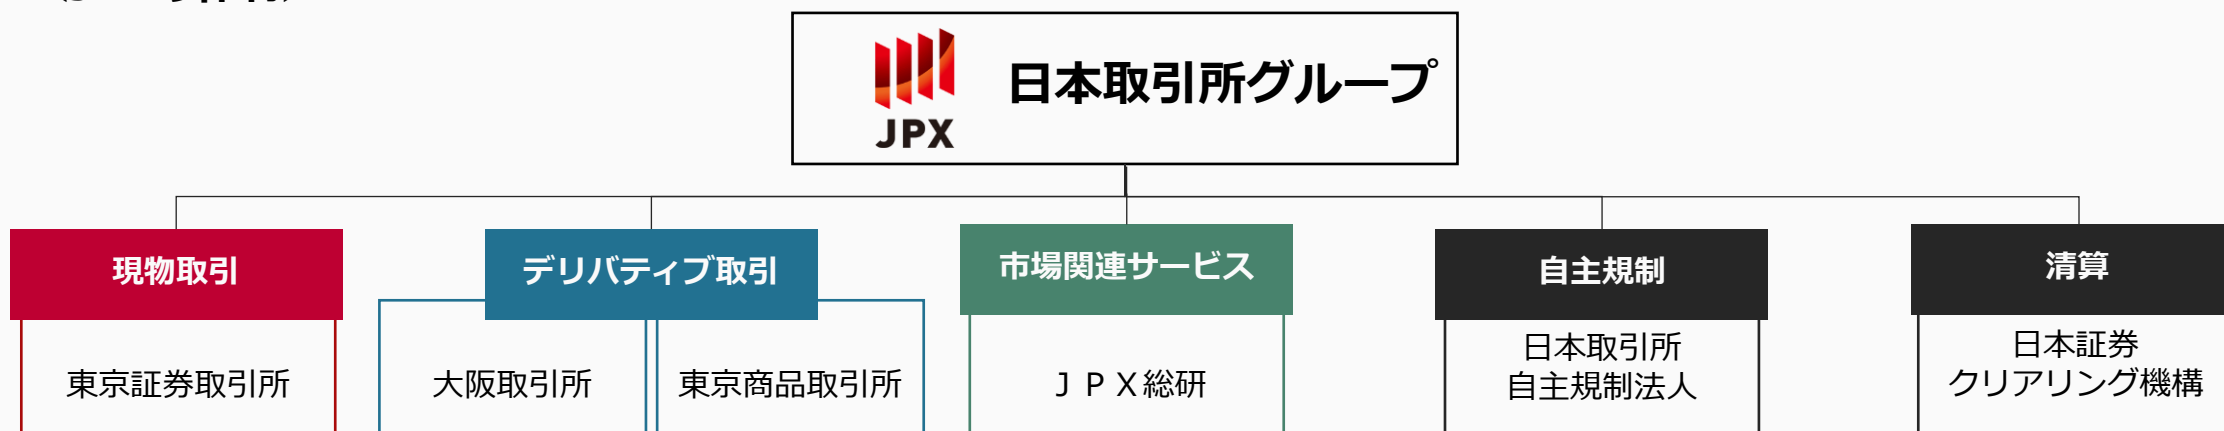 日本取引所グループ
JPX
現物取引
デリバティブ取引
市場関連サービス
自主規制
清算
東京証券取引所
大阪取引所
東京商品取引所
ＪＰＸ総研
日本取引所
自主規制法人
日本証券
クリアリング機構